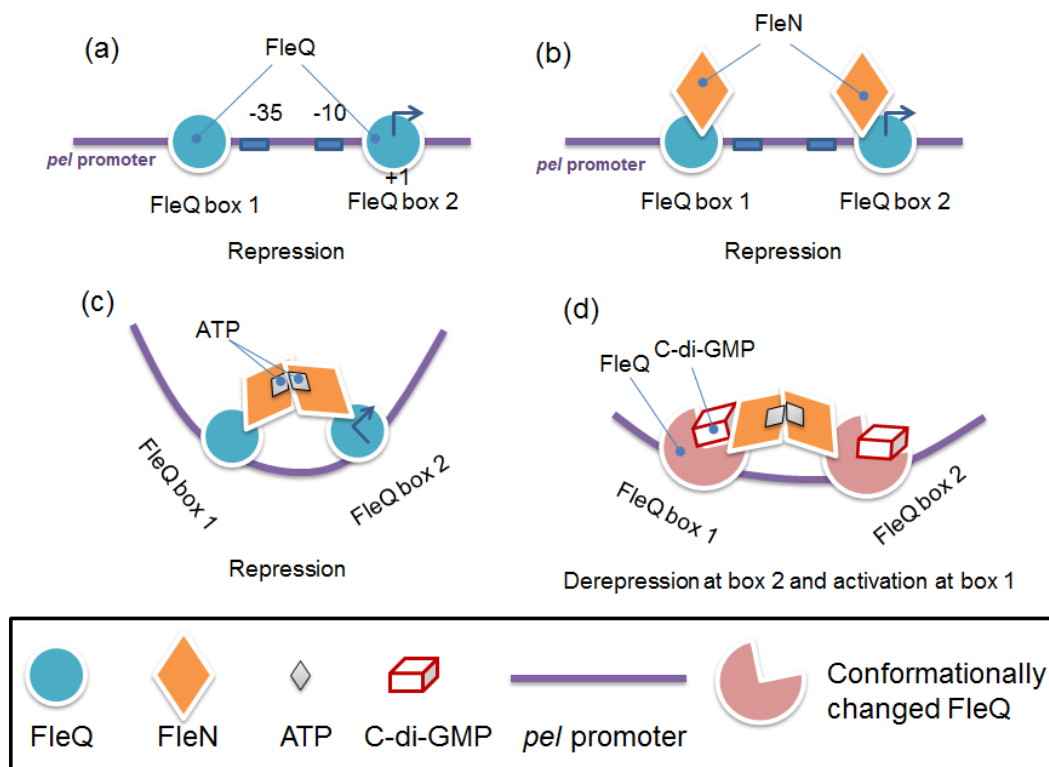 (a)
FleQ
-35
-10
pel promoter
+1
FleQ box 1
FleQ box 2
Repression
(b)
FleN
pel promoter
FleQ box 1
FleQ box 2
Repression
(c)
ATP
FleQ box 1
FleQ box 2
Repression
(d)
C-di-GMP
FleQ
FleQ box 1
FleQ box 2
Derepression at box 2 and activation at box 1
FleQ
FleN
ATP
C-di-GMP
pel promoter
Conformationally
changed FleQ